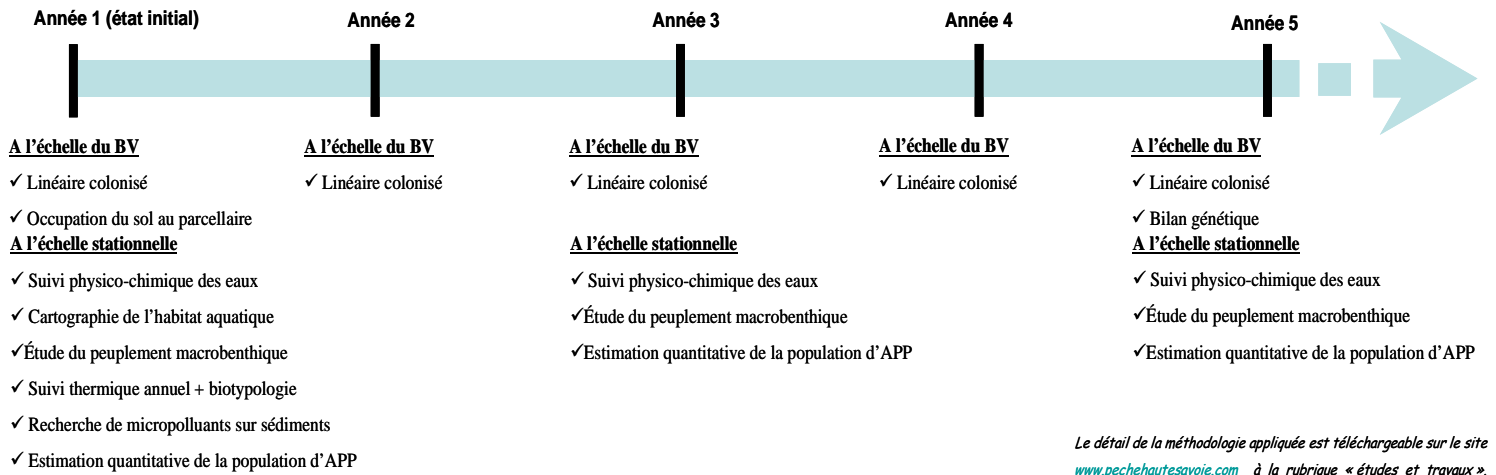 Année 1 (état initial)
Année 2
Année 3
Année 4
Année 5
A l'échelle du BV
✓ Linéaire colonisé
✓ Occupation du sol au parcellaire
A l'échelle stationnelle
✓ Suivi physico-chimique des eaux
✓ Cartographie de l'habitat aquatique
✓Étude du peuplement macrobenthique
✓ Suivi thermique annuel + biotypologie
✓ Recherche de micropolluants sur sédiments
✓ Estimation quantitative de la population d'APP
A l'échelle du BV
✓ Linéaire colonisé
A l'échelle du BV
✓ Linéaire colonisé
A l'échelle stationnelle
✓ Suivi physico-chimique des eaux
✓Étude du peuplement macrobenthique
✓Estimation quantitative de la population d'APP
A l'échelle du BV
✓ Linéaire colonisé
A l'échelle du BV
✓ Linéaire colonisé
✓ Bilan génétique
A l'échelle stationnelle
✓ Suivi physico-chimique des eaux
✓Étude du peuplement macrobenthique
✓Estimation quantitative de la population d'APP
Le détail de la méthodologie appliquée est téléchargeable sur le site
www.pechehautesavoie.com à la rubrique « études et travaux ».